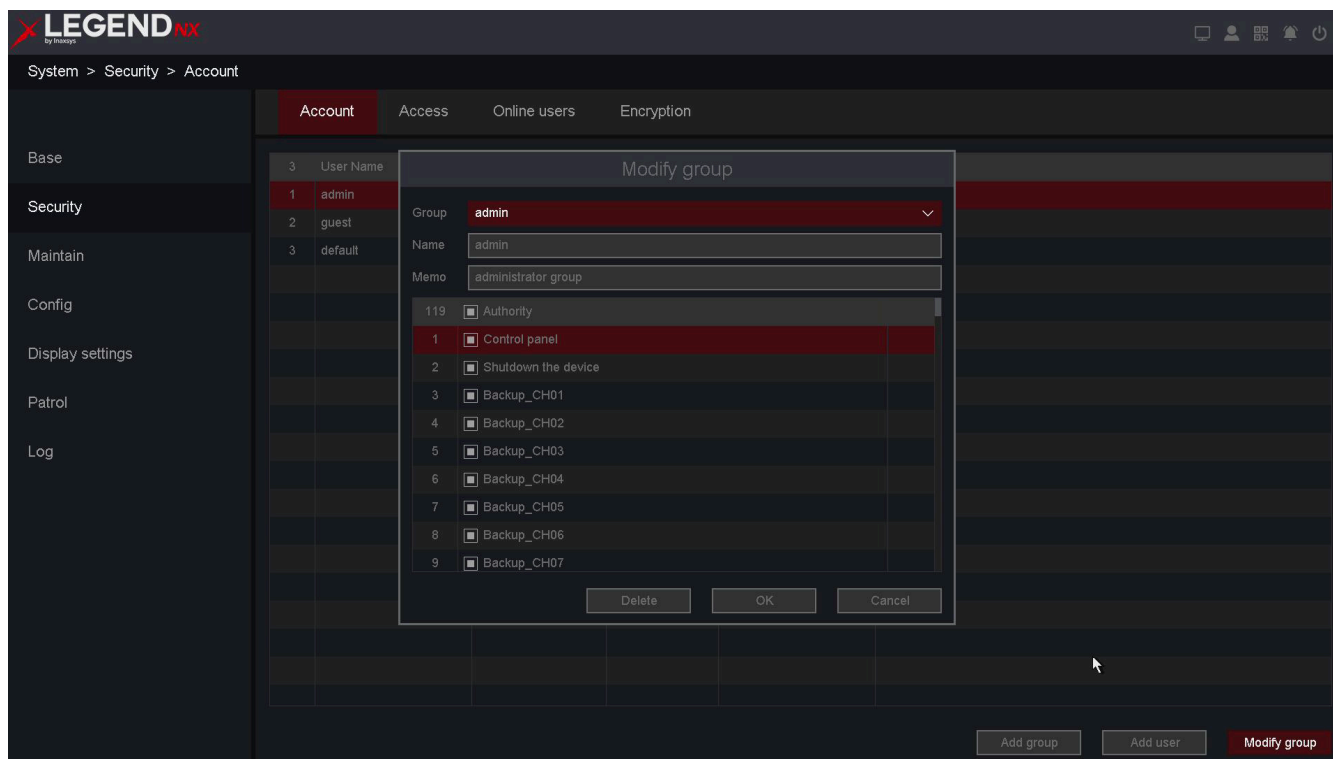 XLEGENDNX
by Inaxsys
System > Security > Account
Account Access Online users Encryption
Base
Security
Maintain
Config
Display settings
Patrol
Log
3 User Name
1 admin
2 guest
3 default
Modify group
Group admin
Name admin
Memo administrator group
119 Authority
1 Control panel
2 Shutdown the device
3 Backup_CH01
4 Backup_CH02
5 Backup_CH03
6 Backup_CH04
7 Backup_CH05
8 Backup_CH06
9 Backup_CH07
Delete OK Cancel
Add group Add user Modify group